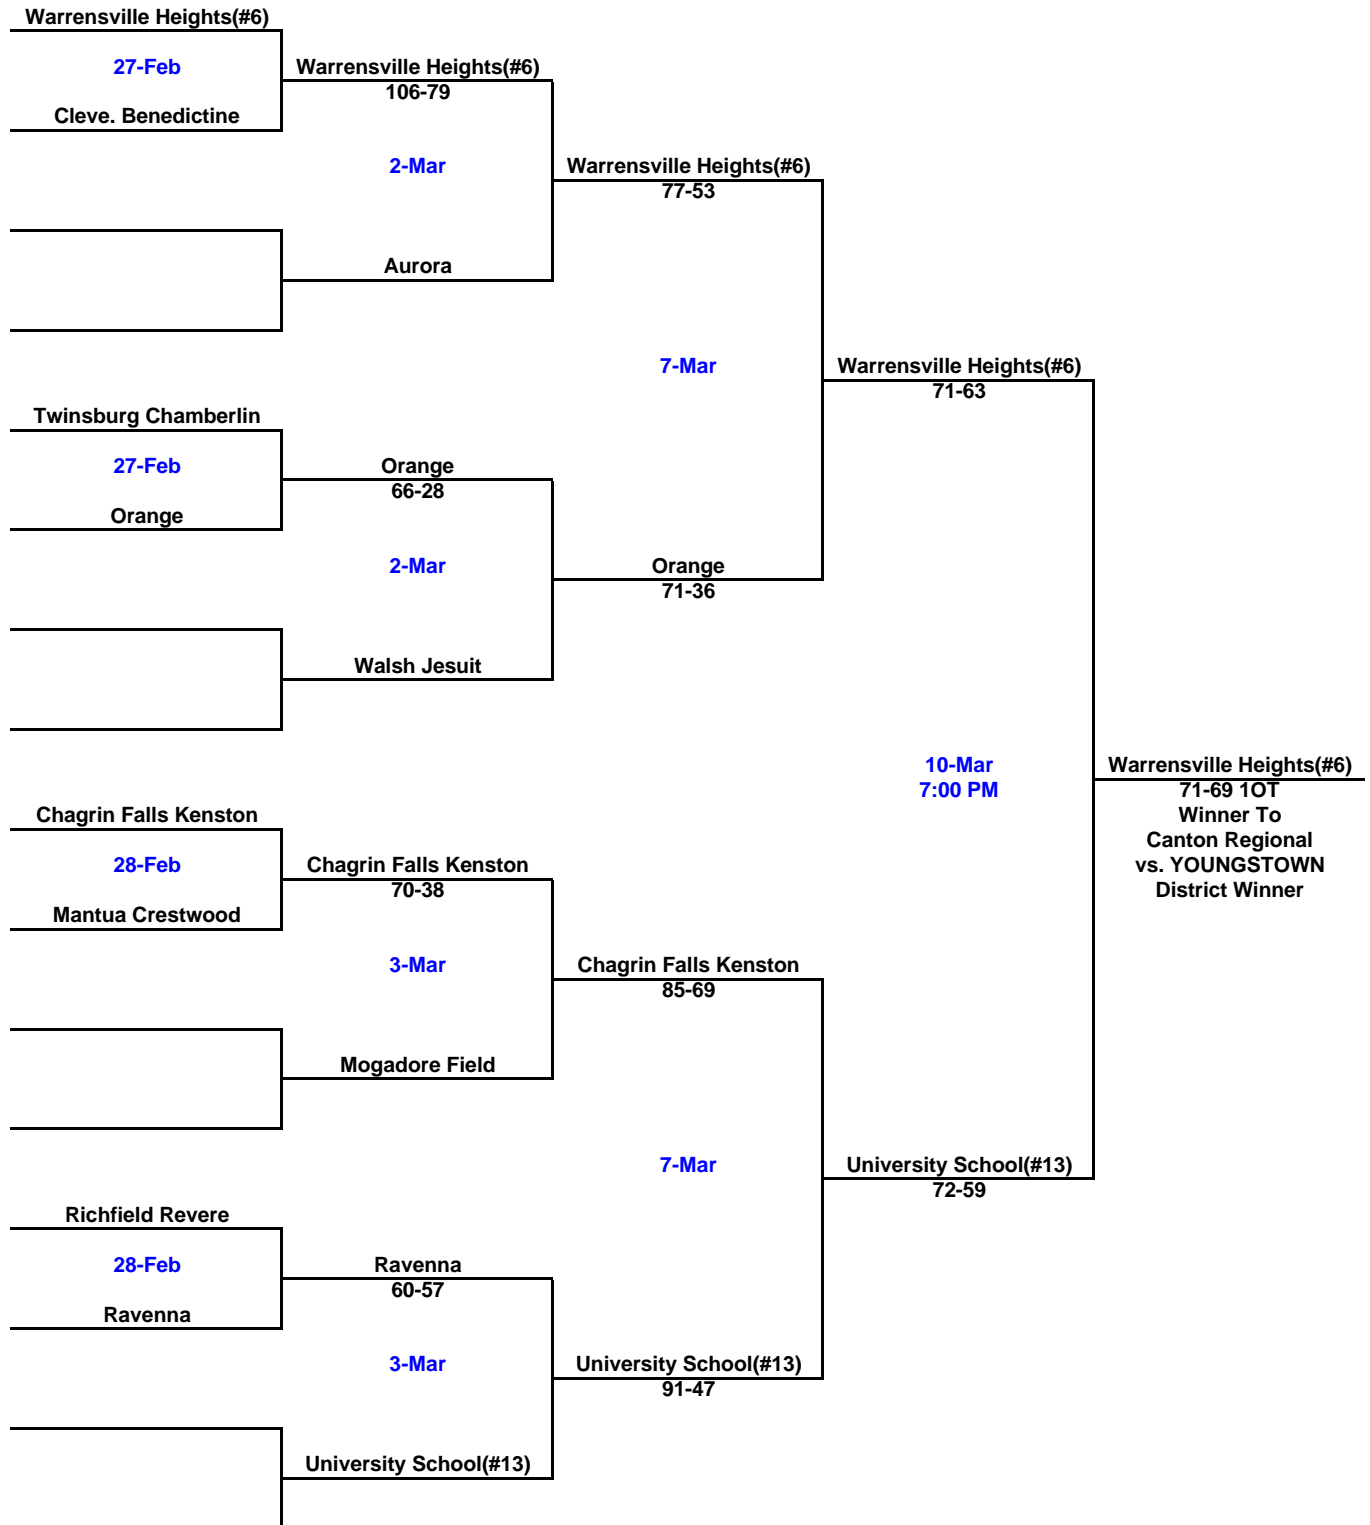 Warrensville Heights(#6)
27-Feb
Warrensville Heights(#6)
106-79
Cleve. Benedictine
2-Mar
Warrensville Heights(#6)
77-53
Aurora
7-Mar
Warrensville Heights(#6)
71-63
Twinsburg Chamberlin
27-Feb
Orange
66-28
Orange
2-Mar
Orange
71-36
Walsh Jesuit
10-Mar
7:00 PM
Warrensville Heights(#6)
71-69 1OT
Winner To
Canton Regional
vs. YOUNGSTOWN
District Winner
Chagrin Falls Kenston
28-Feb
Chagrin Falls Kenston
70-38
Mantua Crestwood
3-Mar
Chagrin Falls Kenston
85-69
Mogadore Field
7-Mar
University School(#13)
72-59
Richfield Revere
28-Feb
Ravenna
60-57
Ravenna
3-Mar
University School(#13)
91-47
University School(#13)